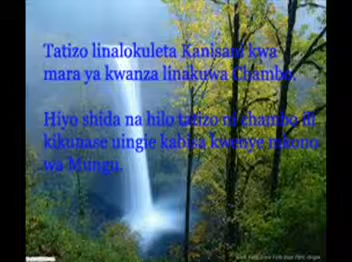 Tatizo linalokuleta Kanisani kwa
mara ya kwanza linakuwa Chambo.
Hiyo shida na hilo tatizo ni chambo ili
kikunase uingie kabisa kwenye mkono
wa Mungu.